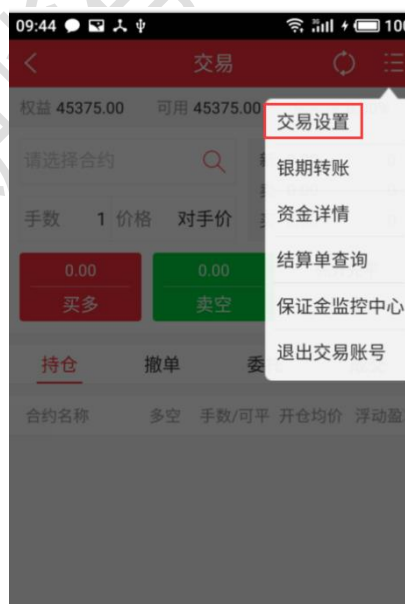 09:44 100
交易
权益 45375.00 可用 45375.00
交易设置
请选择合约
银期转账
手数 1 价格 对手价
资金详情
0.00 0.00
结算单查询
买多 卖空
保证金监控中心
持仓 撤单 委
退出交易账号
合约名称 多空 手数/可平 开仓均价 浮动盈